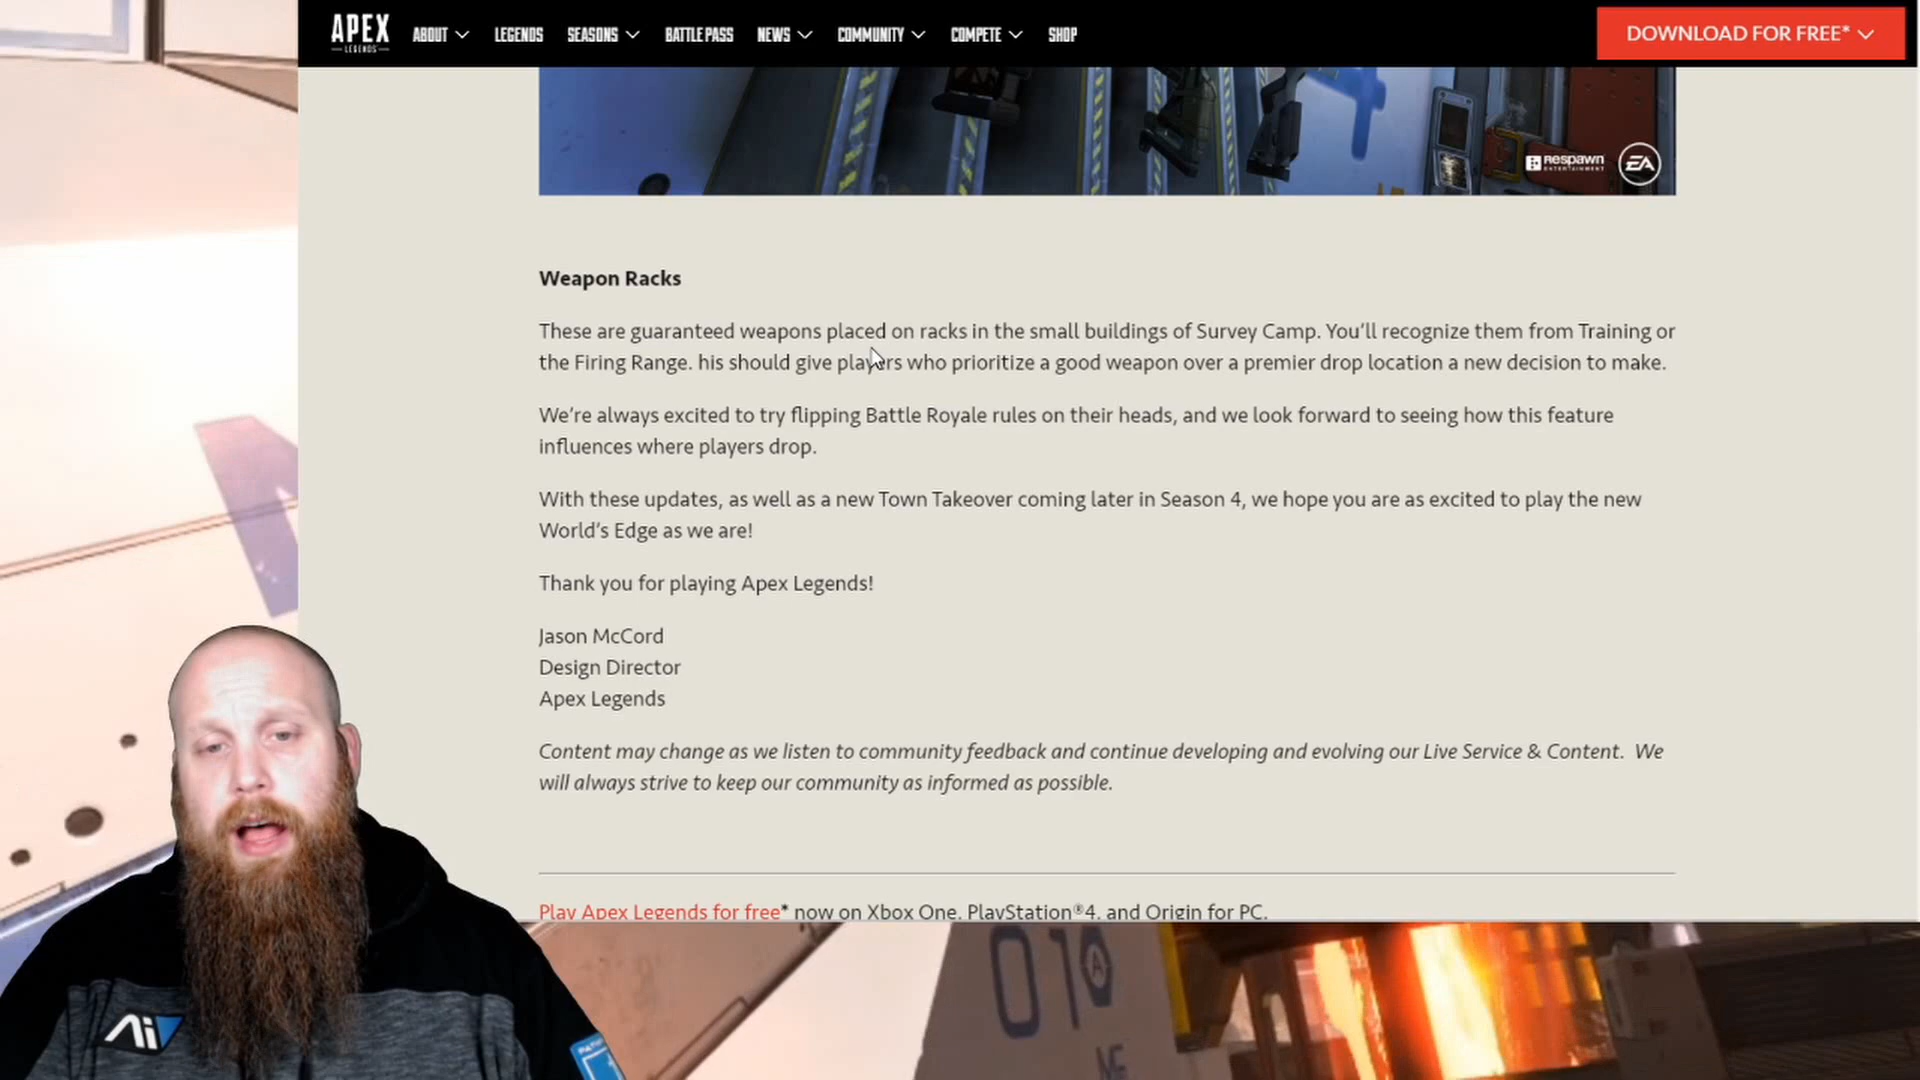 APEX
LEGENDS
ABOUT LEGENDS SEASONS BATTLE PASS NEWS COMMUNITY COMPETE SHOP
DOWNLOAD FOR FREE*
Respawn
ENTERTAINMENT
EA
Weapon Racks
These are guaranteed weapons placed on racks in the small buildings of Survey Camp. You'll recognize them from Training or
the Firing Range. his should give players who prioritize a good weapon over a premier drop location a new decision to make.
We're always excited to try flipping Battle Royale rules on their heads, and we look forward to seeing how this feature
influences where players drop.
With these updates, as well as a new Town Takeover coming later in Season 4, we hope you are as excited to play the new
World's Edge as we are!
Thank you for playing Apex Legends!
Jason McCord
Design Director
Apex Legends
Content may change as we listen to community feedback and continue developing and evolving our Live Service & Content. We
will always strive to keep our community as informed as possible.
Play Apex Legends for free* now on Xbox One, PlayStation®4, and Origin for PC.
010
A